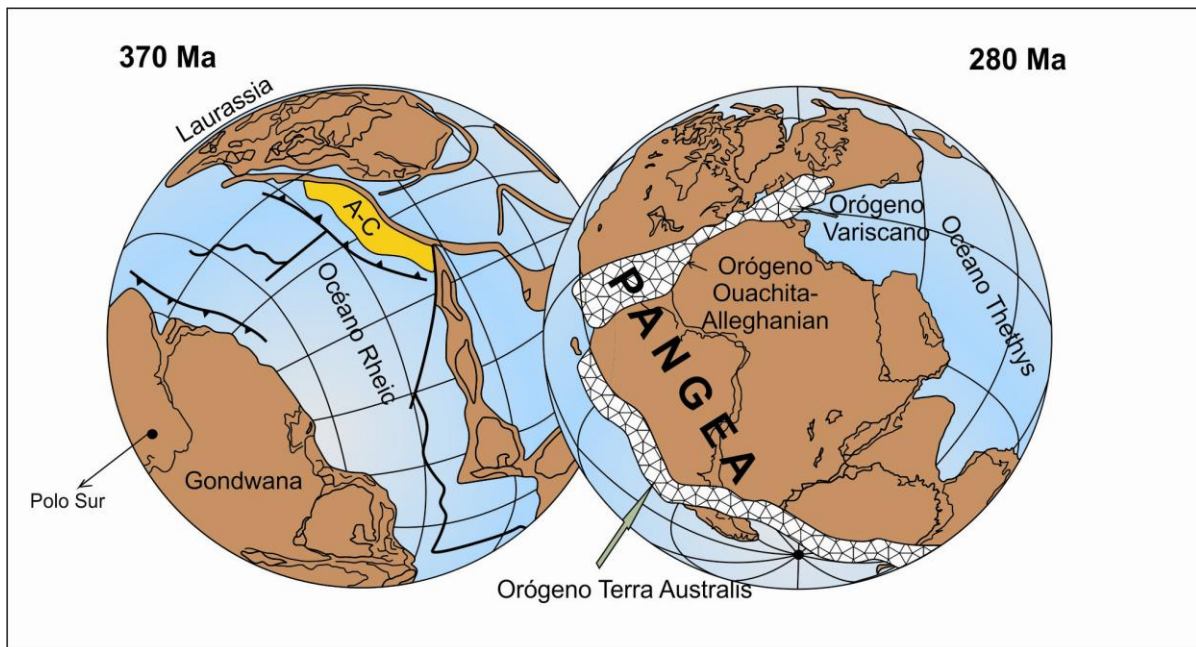 370 Ma
280 Ma
Laurassia
A-C
Océano Rheic
Gondwana
Polo Sur
Orógeno
Variscano
Océano Thethys
Orógeno
Ouachita-
Alleghanian
PANGEA
Orógeno Terra Australis